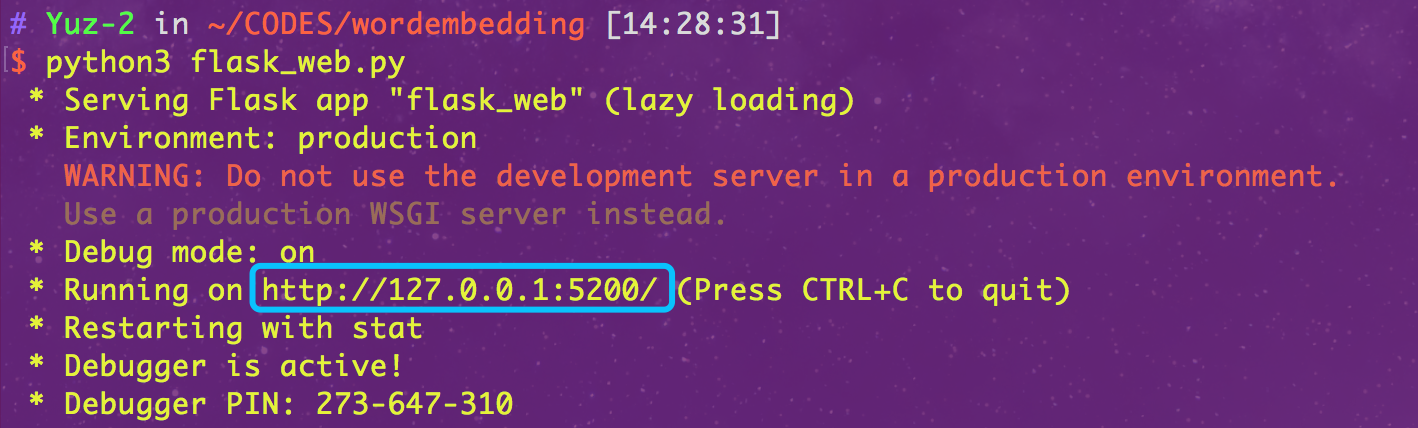 # Yuz-2 in ~/CODES/wordembedding [14:28:31]
[$ python3 flask_web.py
* Serving Flask app "flask_web" (lazy loading)
* Environment: production
WARNING: Do not use the development server in a production environment.
Use a production WSGI server instead.
* Debug mode: on
* Running on http://127.0.0.1:5200/ (Press CTRL+C to quit)
* Restarting with stat
* Debugger is active!
* Debugger PIN: 273-647-310